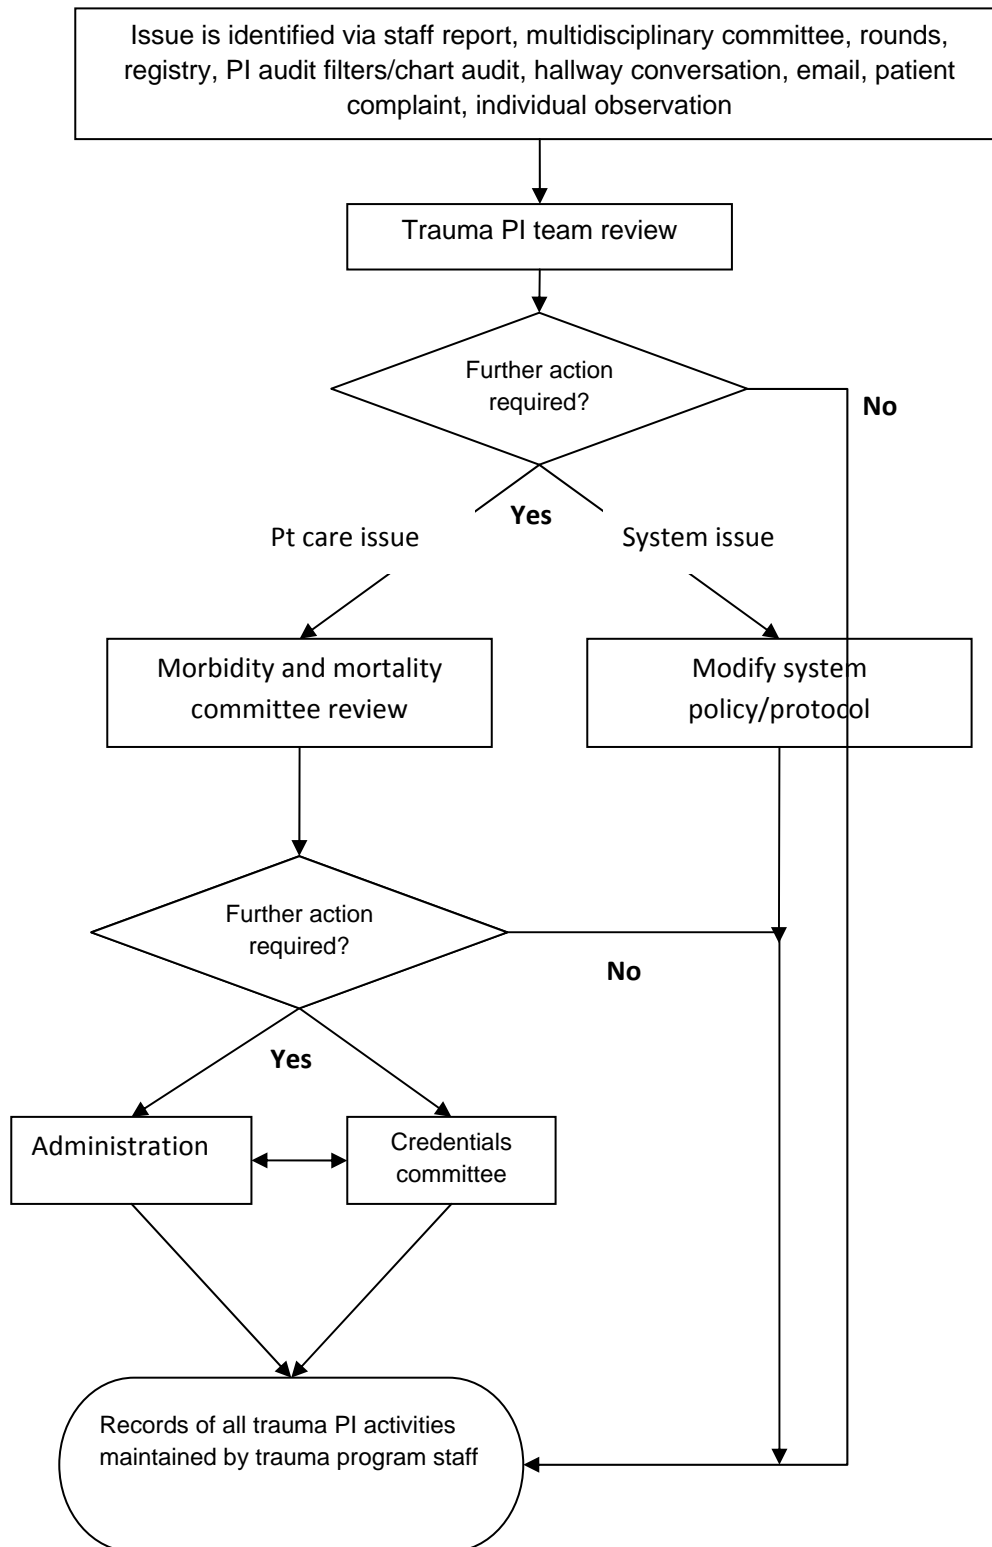 Issue is identified via staff report, multidisciplinary committee, rounds,
registry, PI audit filters/chart audit, hallway conversation, email, patient
complaint, individual observation
Trauma PI team review
Further action
required?
No
Yes
Pt care issue
System issue
Morbidity and mortality
committee review
Modify system
policy/protocol
Further action
required?
No
Yes
Administration
Credentials
committee
Records of all trauma PI activities
maintained by trauma program staff